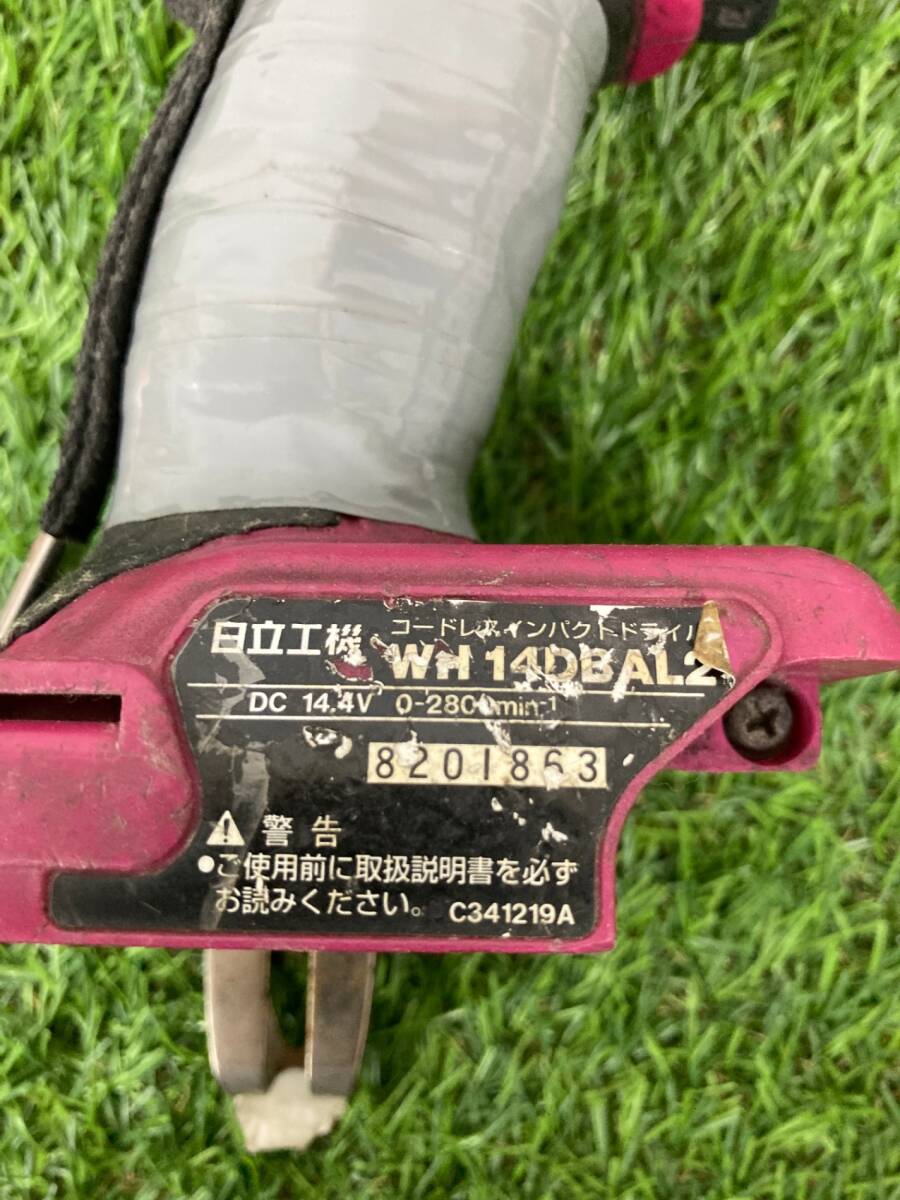 日立工機
コードレスインパクトドライバ
WH 14DBAL2
DC 14.4V 0-2800min⁻¹
8201863
警告
●ご使用前に取扱説明書を必ず
お読みください。
C341219A